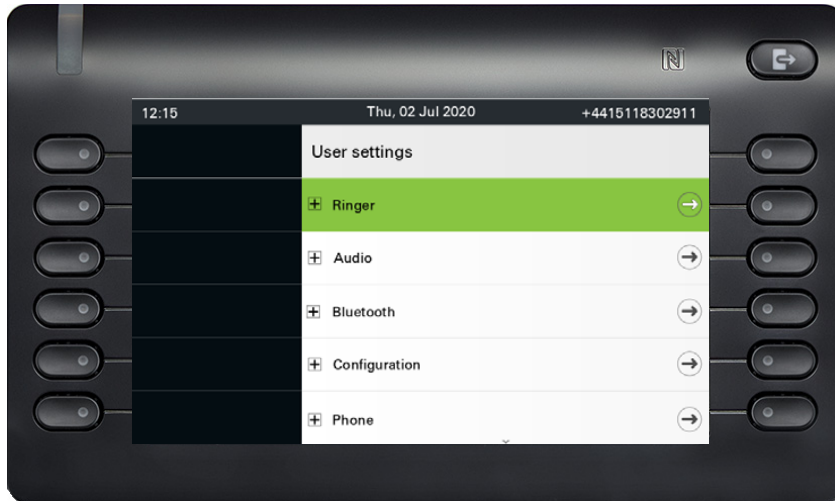 12:15 Thu, 02 Jul 2020 +4415118302911
User settings
Ringer
Audio
Bluetooth
Configuration
Phone